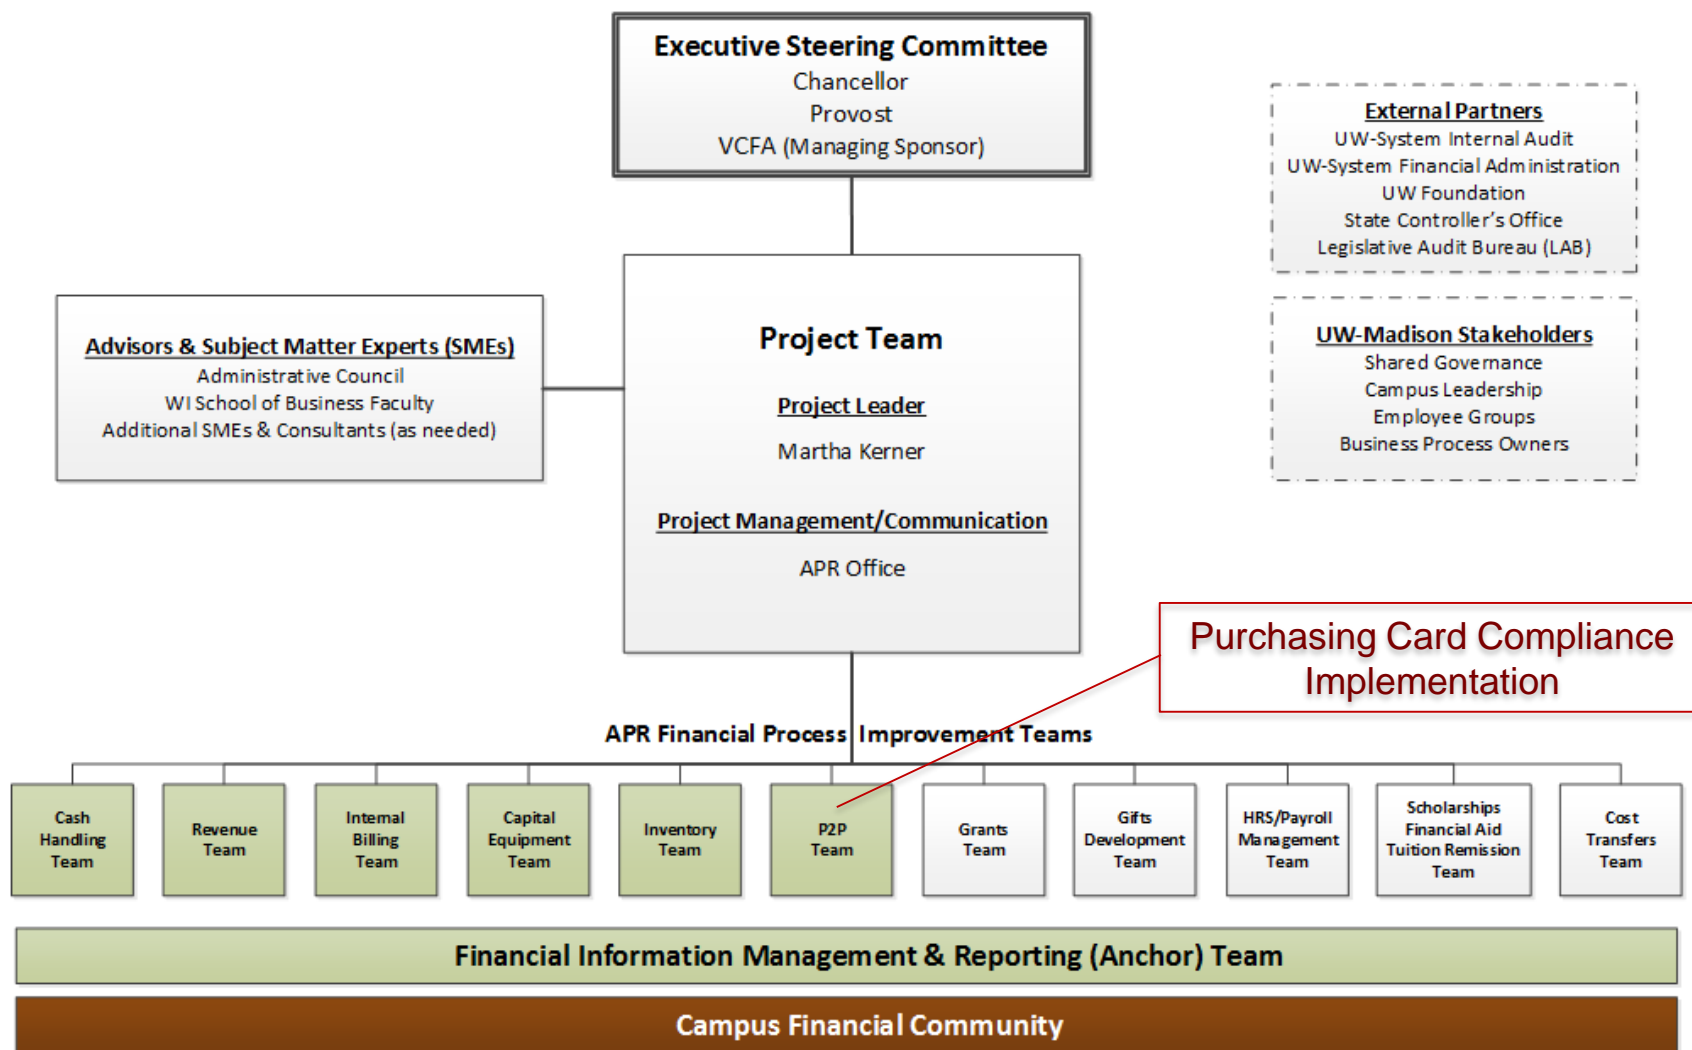 Executive Steering Committee
Chancellor
Provost
VCFA (Managing Sponsor)
External Partners
UW-System Internal Audit
UW-System Financial Administration
UW Foundation
State Controller's Office
Legislative Audit Bureau (LAB)
Advisors & Subject Matter Experts (SMEs)
Administrative Council
WI School of Business Faculty
Additional SMEs & Consultants (as needed)
Project Team
Project Leader
Martha Kerner
Project Management/Communication
APR Office
UW-Madison Stakeholders
Shared Governance
Campus Leadership
Employee Groups
Business Process Owners
Purchasing Card Compliance
Implementation
APR Financial Process Improvement Teams
Cash
Handling
Team
Revenue
Team
Internal
Billing
Team
Capital
Equipment
Team
Inventory
Team
P2P
Team
Grants
Team
Gifts
Development
Team
HRS/Payroll
Management
Team
Scholarships
Financial Aid
Tuition Remission
Team
Cost
Transfers
Team
Financial Information Management & Reporting (Anchor) Team
Campus Financial Community